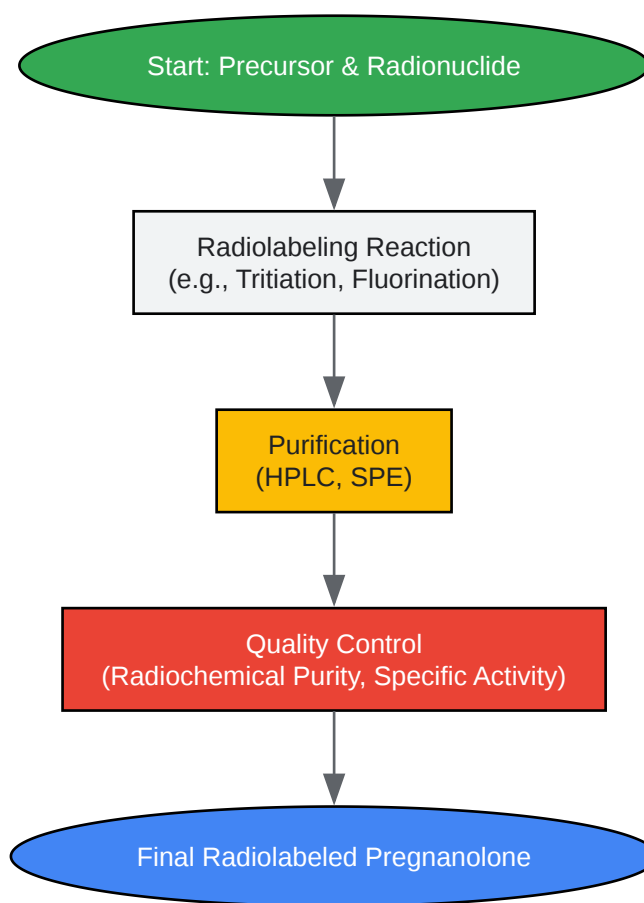 Start: Precursor & Radionuclide
Radiolabeling Reaction
(e.g., Tritiation, Fluorination)
Purification
(HPLC, SPE)
Quality Control
(Radiochemical Purity, Specific Activity)
Final Radiolabeled Pregnanolone